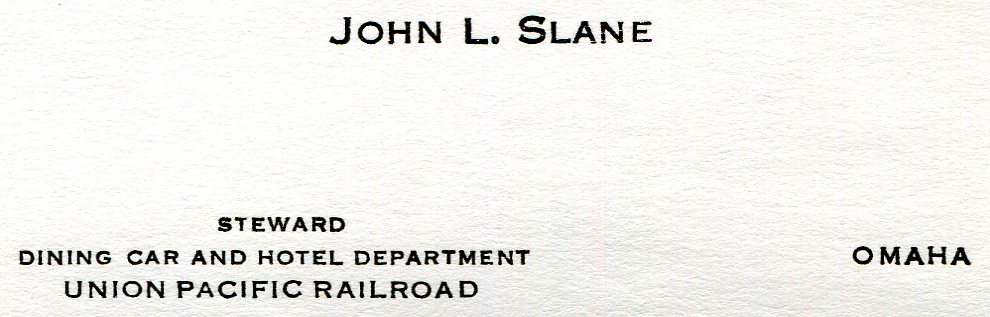 JOHN L. SLANE
STEWARD
DINING CAR AND HOTEL DEPARTMENT
OMAHA
UNION PACIFIC RAILROAD